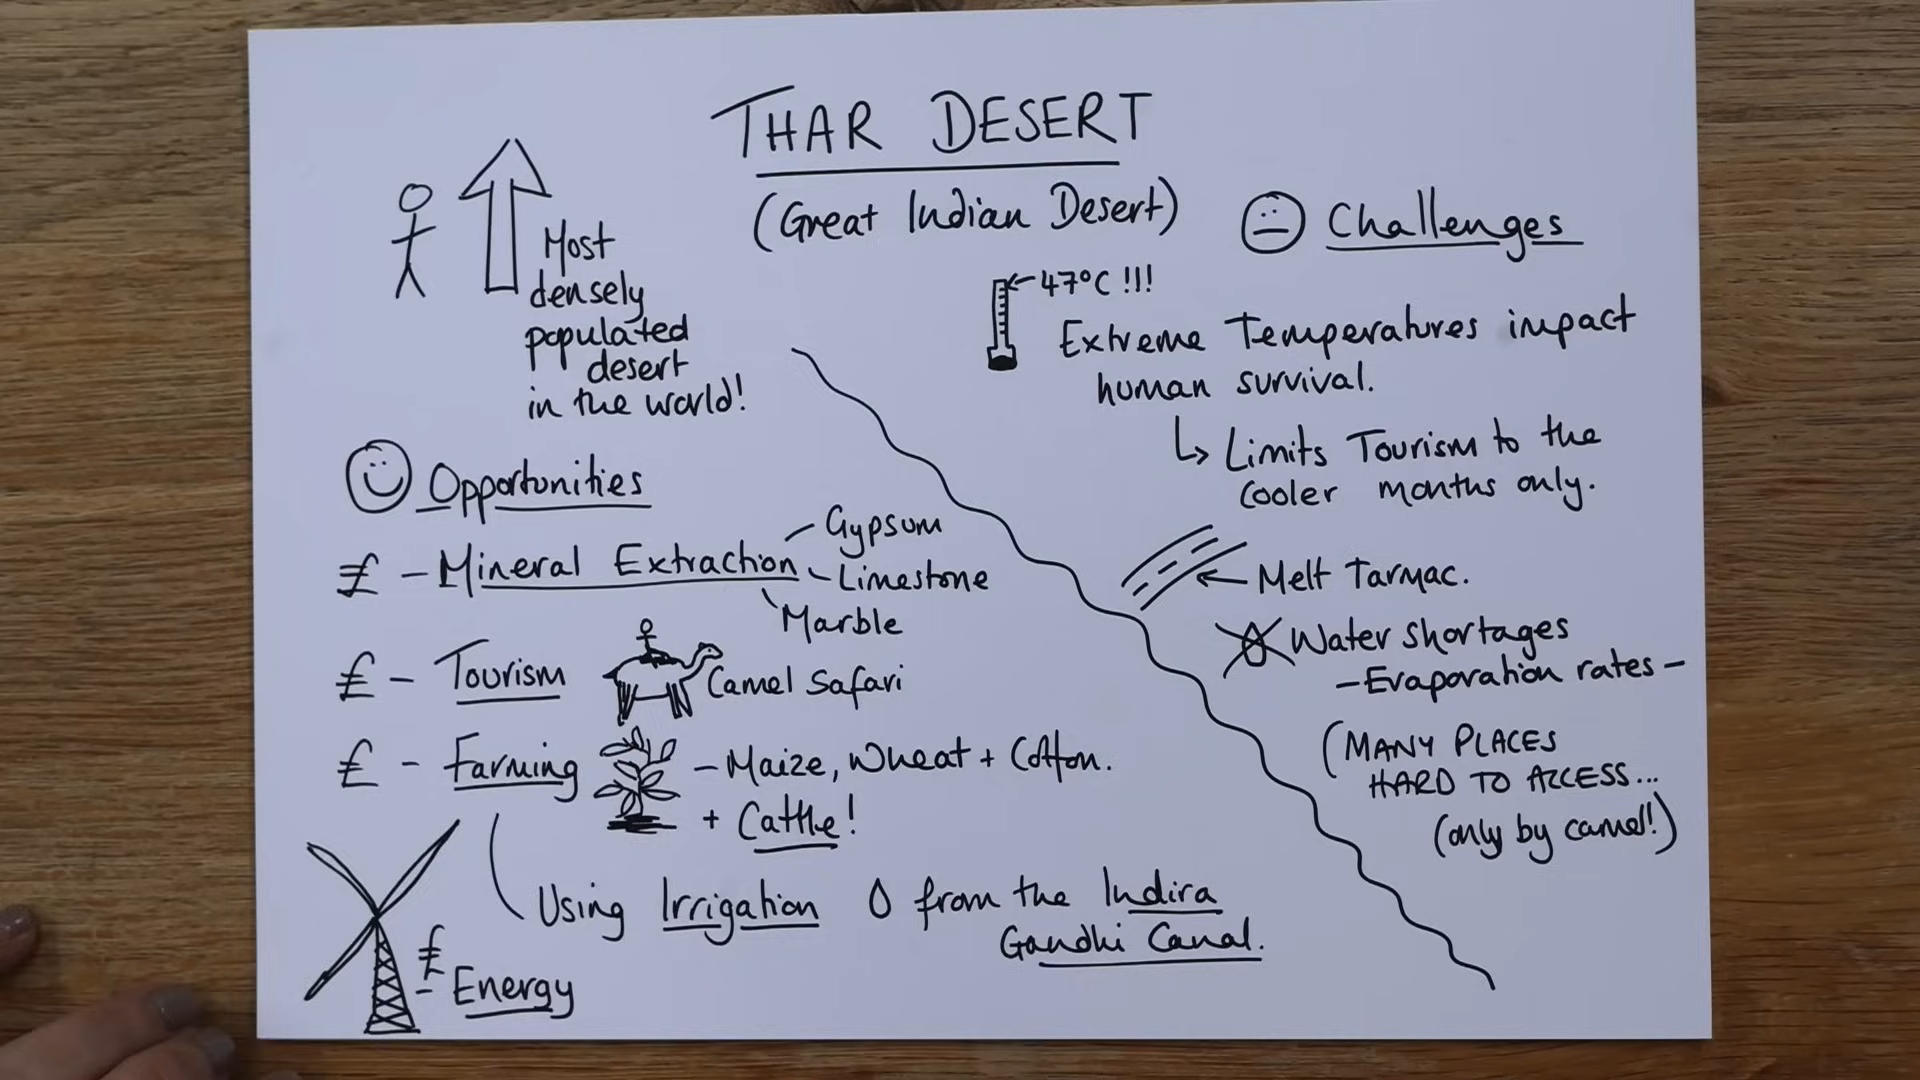 THAR DESERT
(Great Indian Desert)
Most
densely
populated
desert
in the world!
Opportunities
£ - Mineral Extraction
Gypsum
Limestone
Marble
£ - Tourism
Camel Safari
£ - Farming
- Maize, Wheat + Cotton.
+ Cattle!
Using Irrigation from the Indira
Gandhi Canal.
£
- Energy
Challenges
47°C !!!
Extreme Temperatures impact
human survival.
↳ Limits Tourism to the
cooler months only.
Melt Tarmac.
Water shortages
- Evaporation rates -
(MANY PLACES
HARD TO ACCESS...
(only by camel!)